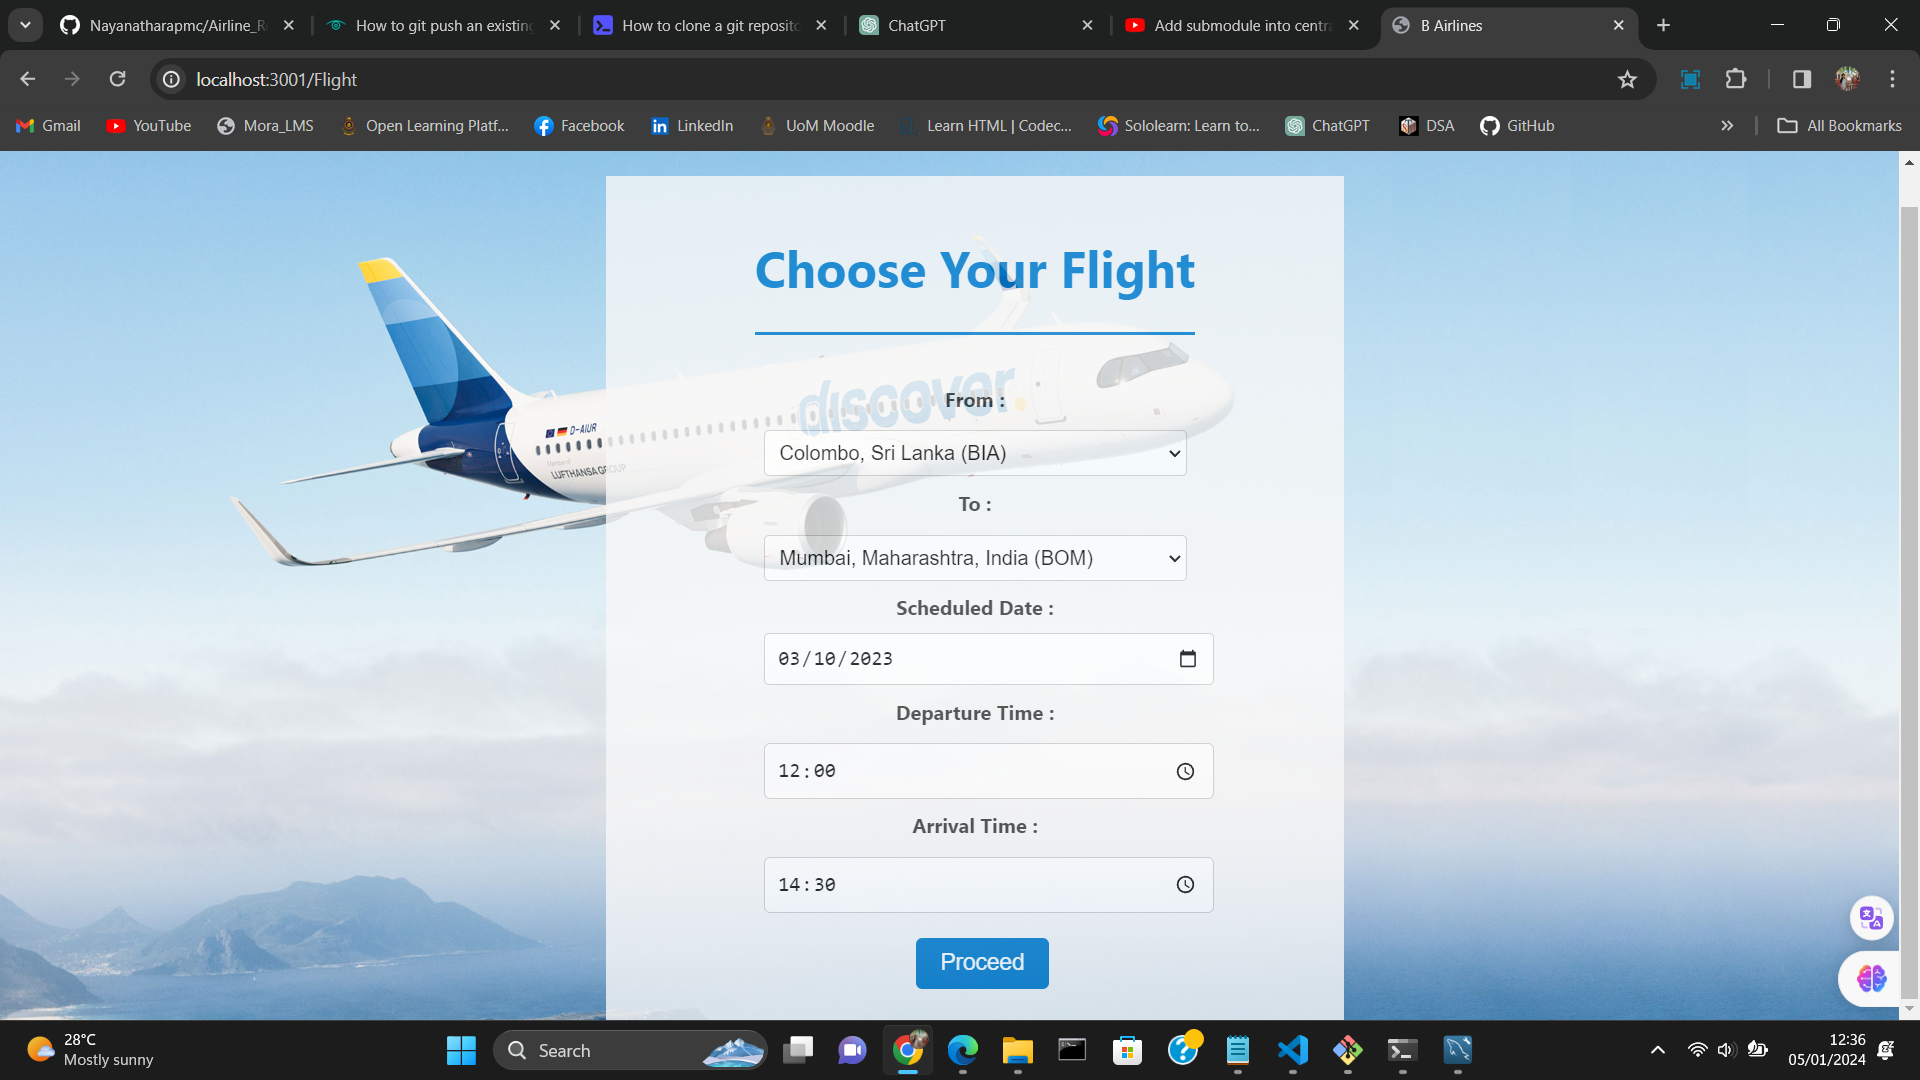 Nayanatharapmc/Airline_R
How to git push an existing
How to clone a git reposito
ChatGPT
Add submodule into centra
B Airlines
localhost:3001/Flight
Gmail
YouTube
Mora_LMS
Open Learning Platf...
Facebook
LinkedIn
UoM Moodle
Learn HTML | Codec...
Sololearn: Learn to...
ChatGPT
DSA
GitHub
All Bookmarks
Choose Your Flight
discover
D-AIUR
LUFTHANSA GROUP
From :
Colombo, Sri Lanka (BIA)
To :
Mumbai, Maharashtra, India (BOM)
Scheduled Date :
03/10/2023
Departure Time :
12:00
Arrival Time :
14:30
Proceed
28°C
Mostly sunny
Search
12:36
05/01/2024